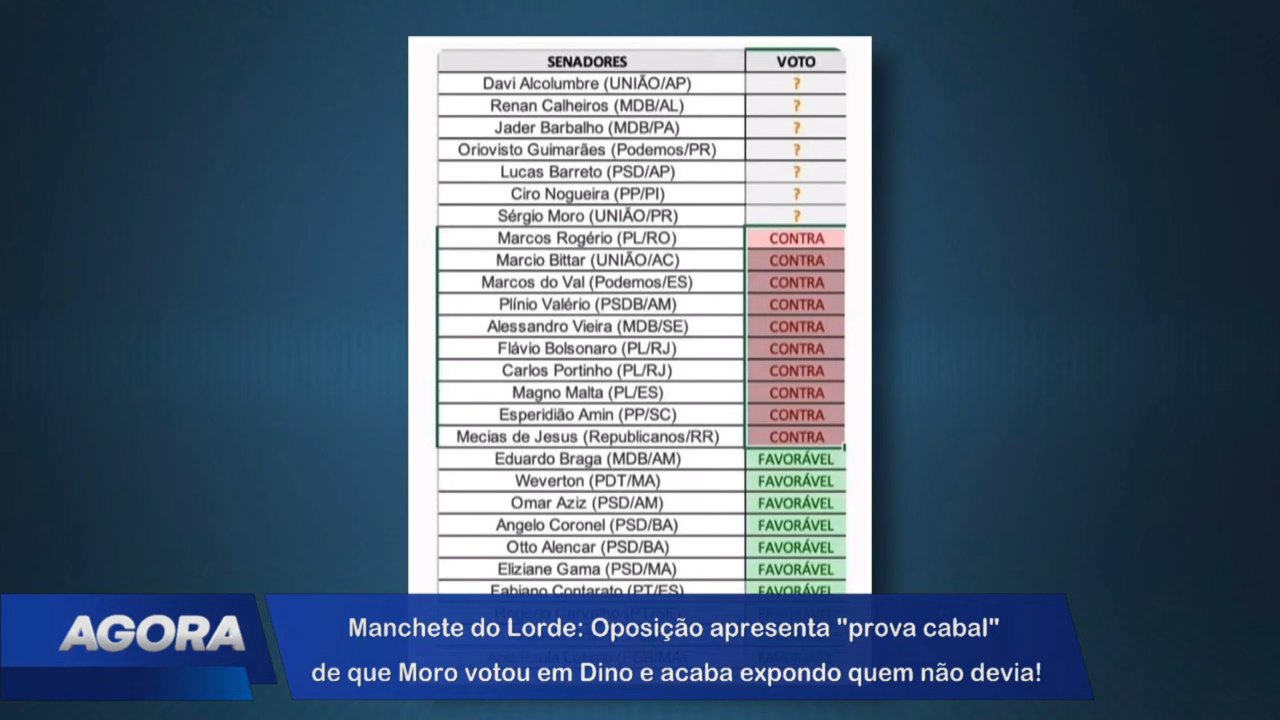 SENADORES VOTO
Davi Alcolumbre (UNIÃO/AP) ?
Renan Calheiros (MDB/AL) ?
Jader Barbalho (MDB/PA) ?
Oriovisto Guimarães (Podemos/PR) ?
Lucas Barreto (PSD/AP) ?
Ciro Nogueira (PP/PI) ?
Sérgio Moro (UNIÃO/PR) ?
Marcos Rogério (PL/RO) CONTRA
Marcio Bittar (UNIÃO/AC) CONTRA
Marcos do Val (Podemos/ES) CONTRA
Plínio Valério (PSDB/AM) CONTRA
Alessandro Vieira (MDB/SE) CONTRA
Flávio Bolsonaro (PL/RJ) CONTRA
Carlos Portinho (PL/RJ) CONTRA
Magno Malta (PL/ES) CONTRA
Esperidião Amin (PP/SC) CONTRA
Mecias de Jesus (Republicanos/RR) CONTRA
Eduardo Braga (MDB/AM) FAVORÁVEL
Weverton (PDT/MA) FAVORÁVEL
Omar Aziz (PSD/AM) FAVORÁVEL
Angelo Coronel (PSD/BA) FAVORÁVEL
Otto Alencar (PSD/BA) FAVORÁVEL
Eliziane Gama (PSD/MA) FAVORÁVEL
Fabiano Contarato (PT/ES) FAVORÁVEL
AGORA
Manchete do Lorde: Oposição apresenta "prova cabal"
de que Moro votou em Dino e acaba expondo quem não devia!